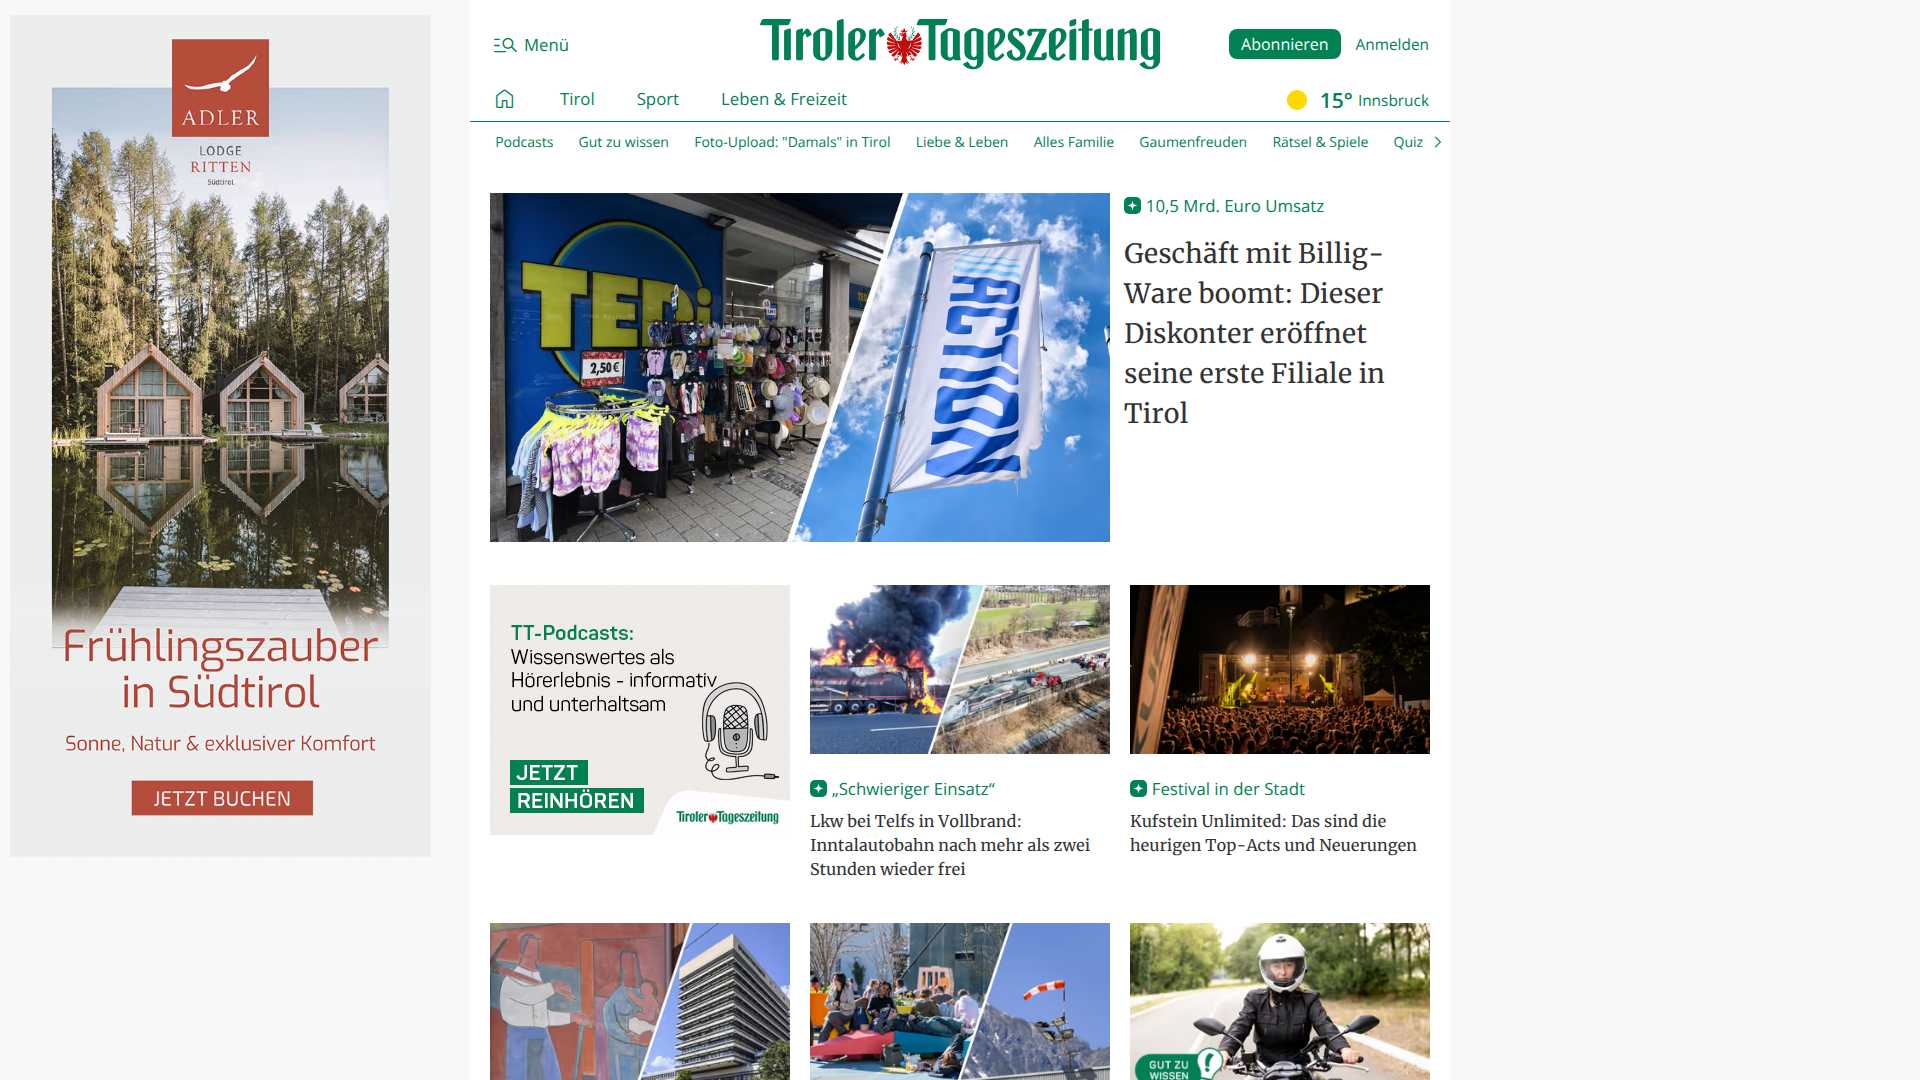 ADLER
LODGE
RITTEN
Südtirol
Frühlingszauber
in Südtirol
Sonne, Natur & exklusiver Komfort
JETZT BUCHEN
Menü
Tiroler Tageszeitung
Abonnieren
Anmelden
Tirol
Sport
Leben & Freizeit
15° Innsbruck
Podcasts
Gut zu wissen
Foto-Upload: "Damals" in Tirol
Liebe & Leben
Alles Familie
Gaumenfreuden
Rätsel & Spiele
Quiz
TEDi
2,50€
ACTION
10,5 Mrd. Euro Umsatz
Geschäft mit Billig-
Ware boomt: Dieser
Diskonter eröffnet
seine erste Filiale in
Tirol
TT-Podcasts:
Wissenswertes als
Hörerlebnis - informativ
und unterhaltsam
JETZT
REINHÖREN
Tiroler Tageszeitung
„Schwieriger Einsatz“
Lkw bei Telfs in Vollbrand:
Inntalautobahn nach mehr als zwei
Stunden wieder frei
Festival in der Stadt
Kufstein Unlimited: Das sind die
heurigen Top-Acts und Neuerungen
GUT ZU
WISSEN